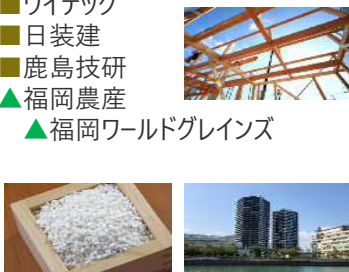 ■ワイテック
■日装建
■鹿島技研
▲福岡農産
▲福岡ワールドグレインズ